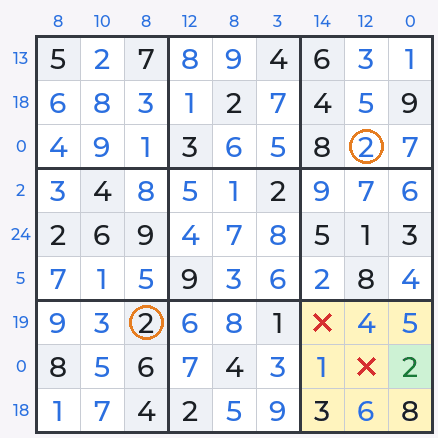 8 10 8 12 8 3 14 12 0
13 5 2 7 8 9 4 6 3 1
18 6 8 3 1 2 7 4 5 9
0 4 9 1 3 6 5 8 2 7
2 3 4 8 5 1 2 9 7 6
24 2 6 9 4 7 8 5 1 3
5 7 1 5 9 3 6 2 8 4
19 9 3 2 6 8 1 × 4 5
0 8 5 6 7 4 3 1 × 2
18 1 7 4 2 5 9 3 6 8